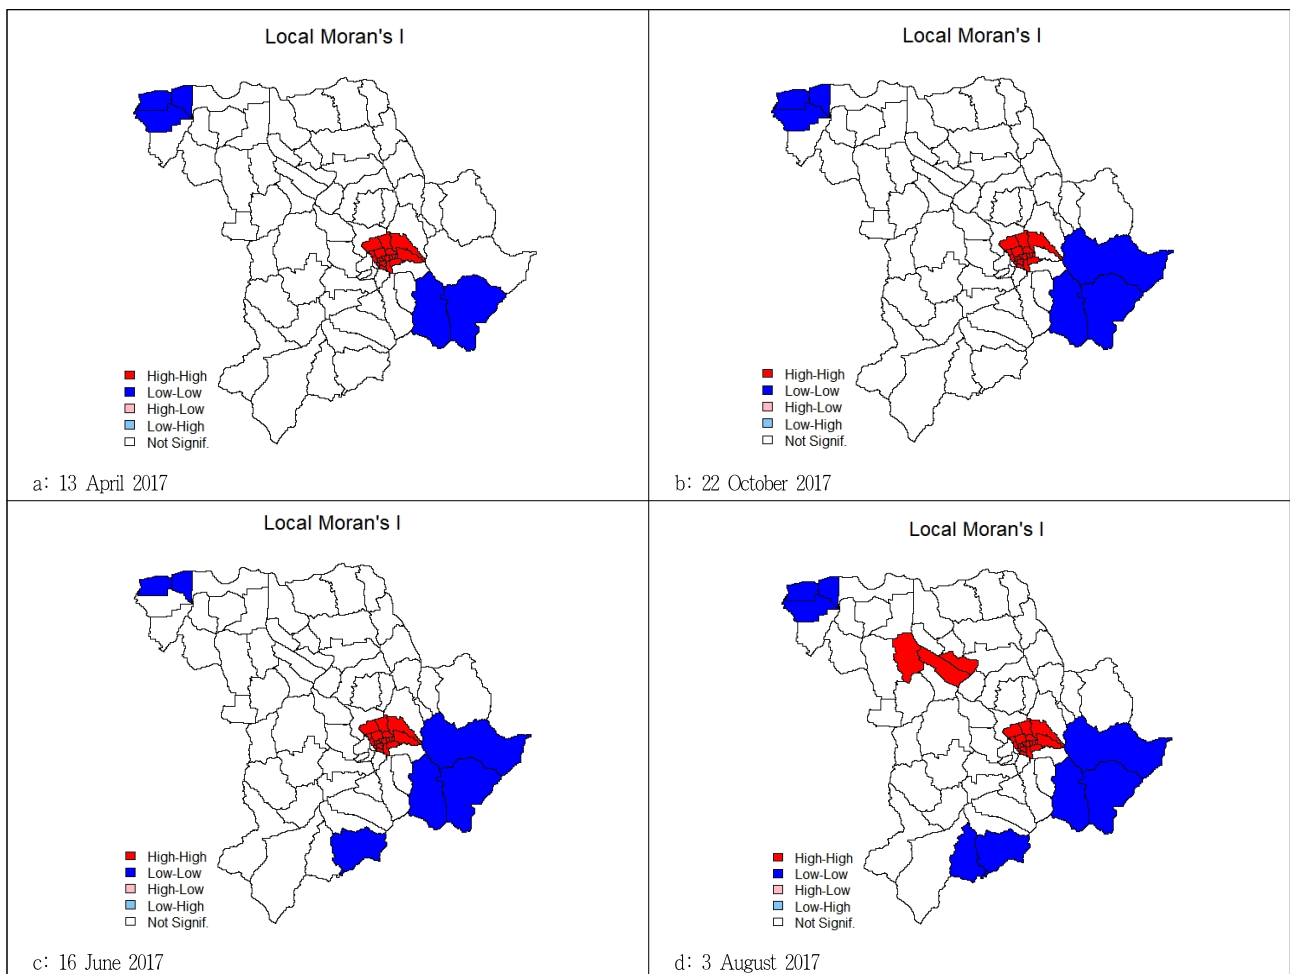 Local Moran's I
High-High
Low-Low
High-Low
Low-High
Not Signif.
a: 13 April 2017
Local Moran's I
High-High
Low-Low
High-Low
Low-High
Not Signif.
b: 22 October 2017
Local Moran's I
High-High
Low-Low
High-Low
Low-High
Not Signif.
c: 16 June 2017
Local Moran's I
High-High
Low-Low
High-Low
Low-High
Not Signif.
d: 3 August 2017